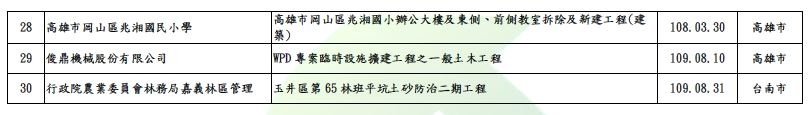 28 高雄市岡山區兆湘國民小學 高雄市岡山區兆湘國小辦公大樓及東側、前側教室拆除及新建工程(建築) 108.03.30 高雄市
29 俊鼎機械股份有限公司 WPD 專案臨時設施擴建工程之一般土木工程 109.08.10 高雄市
30 行政院農業委員會林務局嘉義林區管理 玉井區第 65 林班平坑土砂防治二期工程 109.08.31 台南市